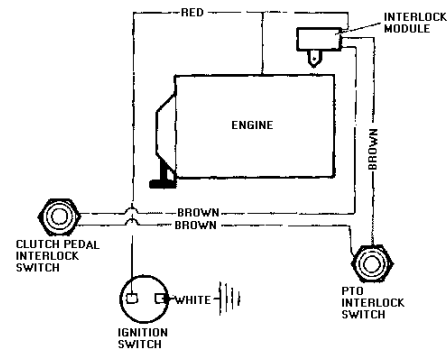 RED
INTERLOCK
MODULE
ENGINE
BROWN
BROWN
BROWN
CLUTCH PEDAL
INTERLOCK
SWITCH
WHITE
PTO
INTERLOCK
SWITCH
IGNITION
SWITCH